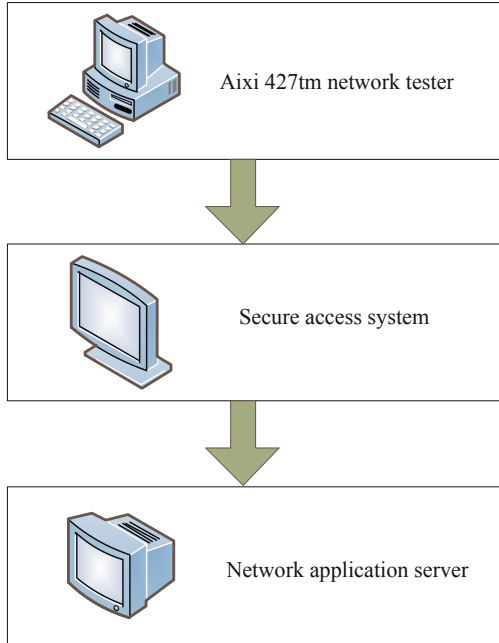 Aixi 427tm network tester
Secure access system
Network application server